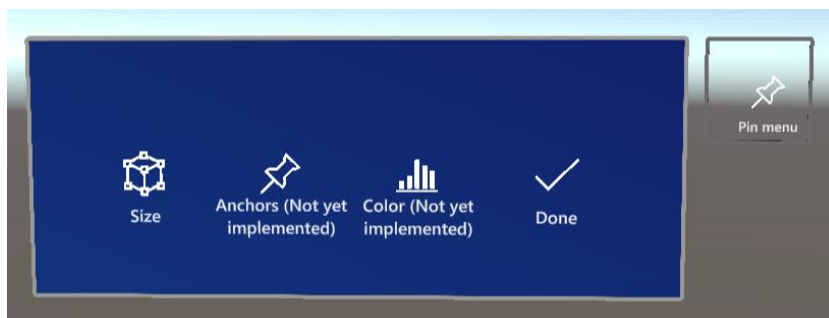 Size
Anchors (Not yet
implemented)
Color (Not yet
implemented)
Done
Pin menu